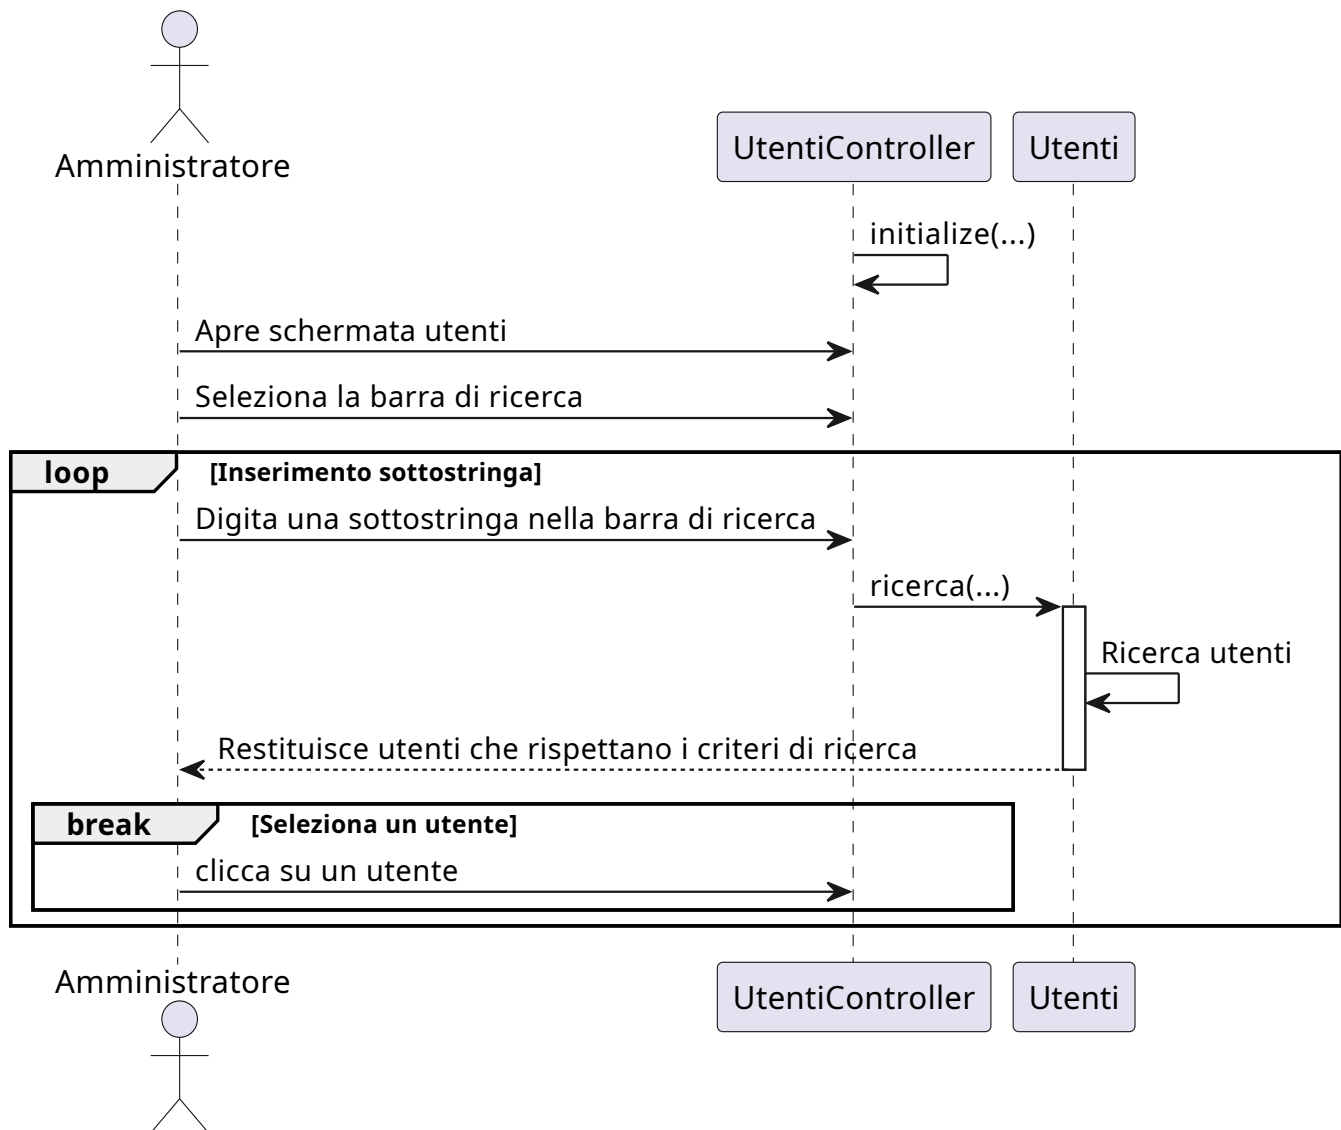 Amministratore
UtentiController
Utenti
initialize(...)
Apre schermata utenti
Seleziona la barra di ricerca
loop
[Inserimento sottostringa]
Digita una sottostringa nella barra di ricerca
ricerca(...)
Ricerca utenti
Restituisce utenti che rispettano i criteri di ricerca
break
[Seleziona un utente]
clicca su un utente
Amministratore
UtentiController
Utenti